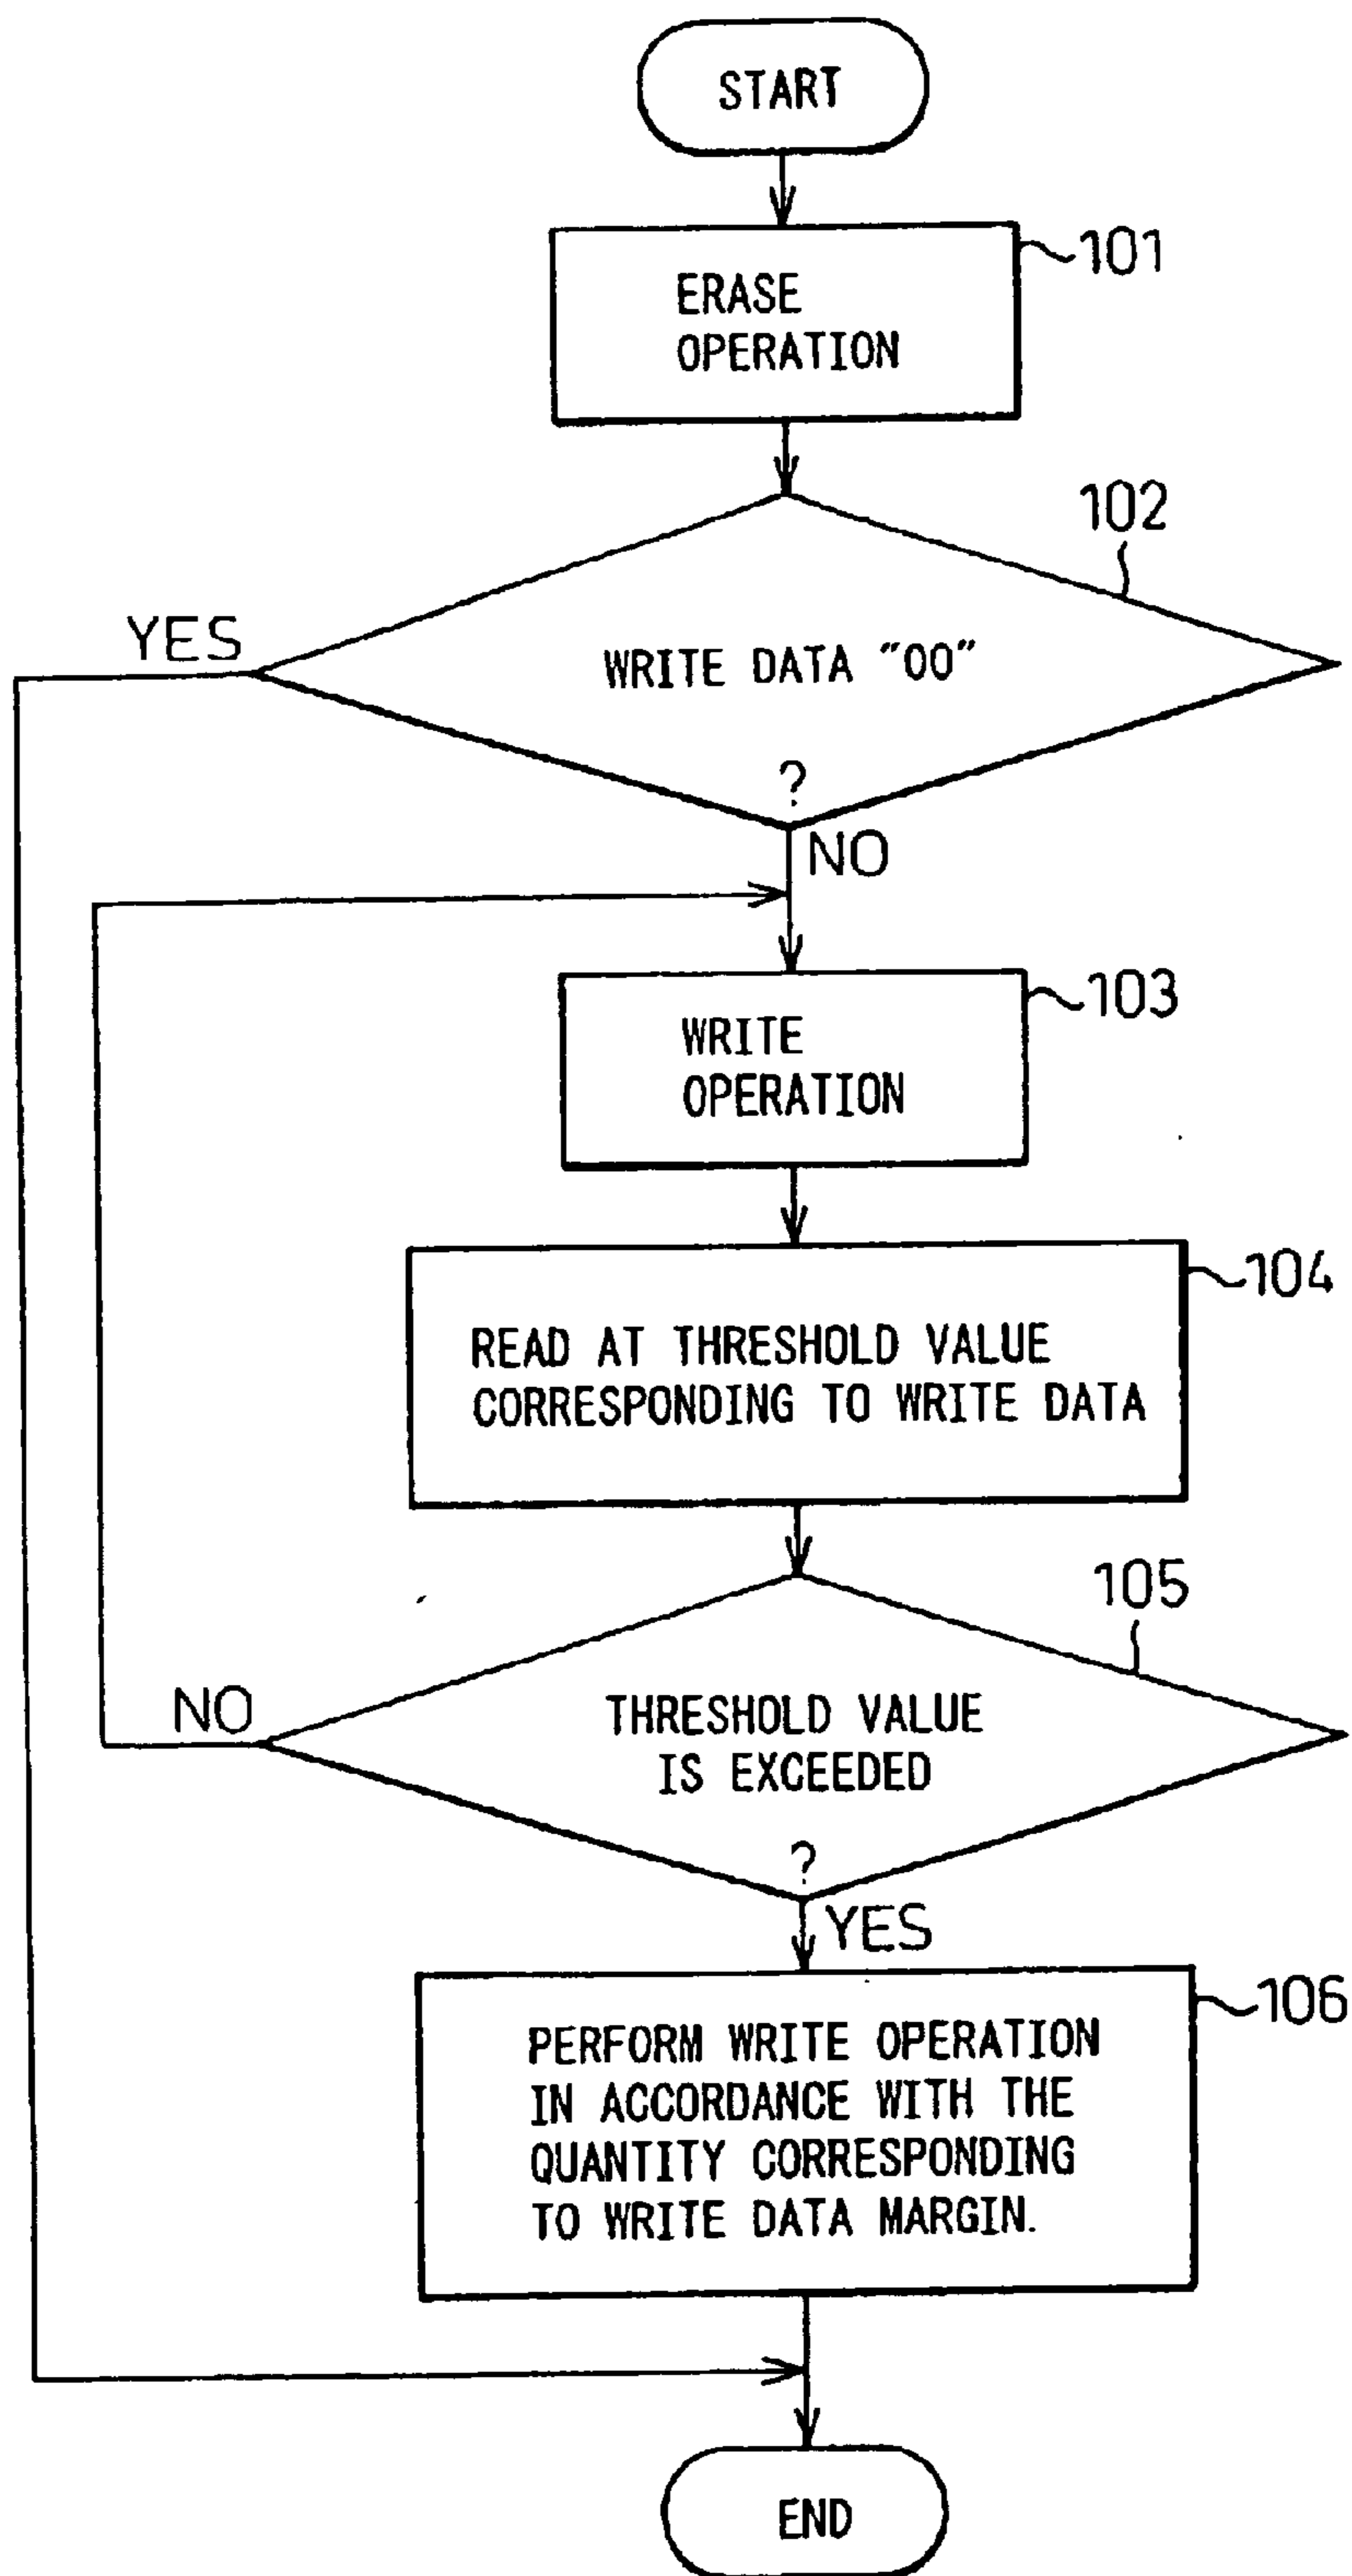 START
101
ERASE
OPERATION
102
YES
WRITE DATA "00"
?
NO
103
WRITE
OPERATION
104
READ AT THRESHOLD VALUE
CORRESPONDING TO WRITE DATA
105
NO
THRESHOLD VALUE
IS EXCEEDED
?
YES
106
PERFORM WRITE OPERATION
IN ACCORDANCE WITH THE
QUANTITY CORRESPONDING
TO WRITE DATA MARGIN.
END